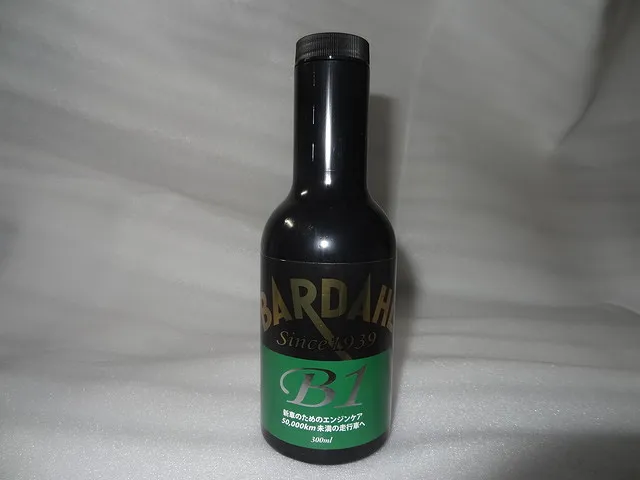 BARDAHL
Since 1939
B1
新車のためのエンジンケア
50,000km 未満の走行車へ
300ml